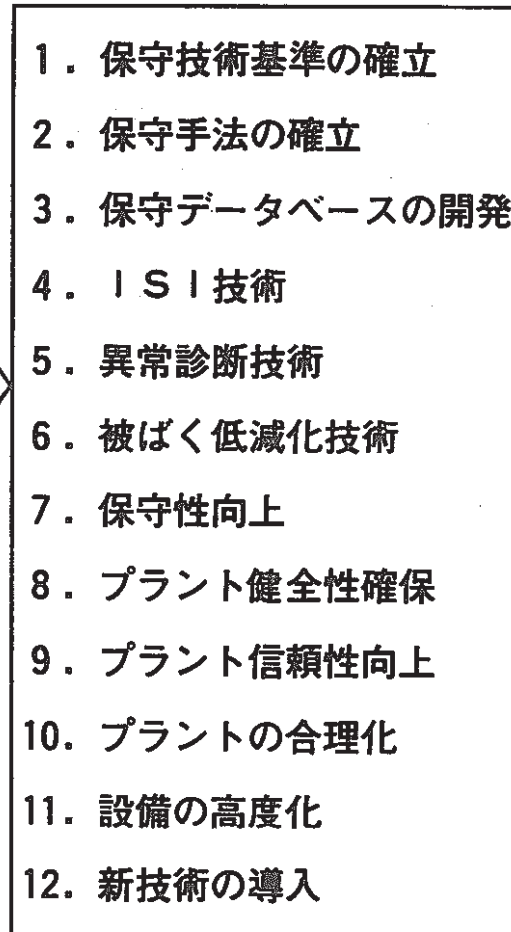 1．保守技術基準の確立
2．保守手法の確立
3．保守データベースの開発
4．ＩＳＩ技術
5．異常診断技術
6．被ばく低減化技術
7．保守性向上
8．プラント健全性確保
9．プラント信頼性向上
10．プラントの合理化
11．設備の高度化
12．新技術の導入